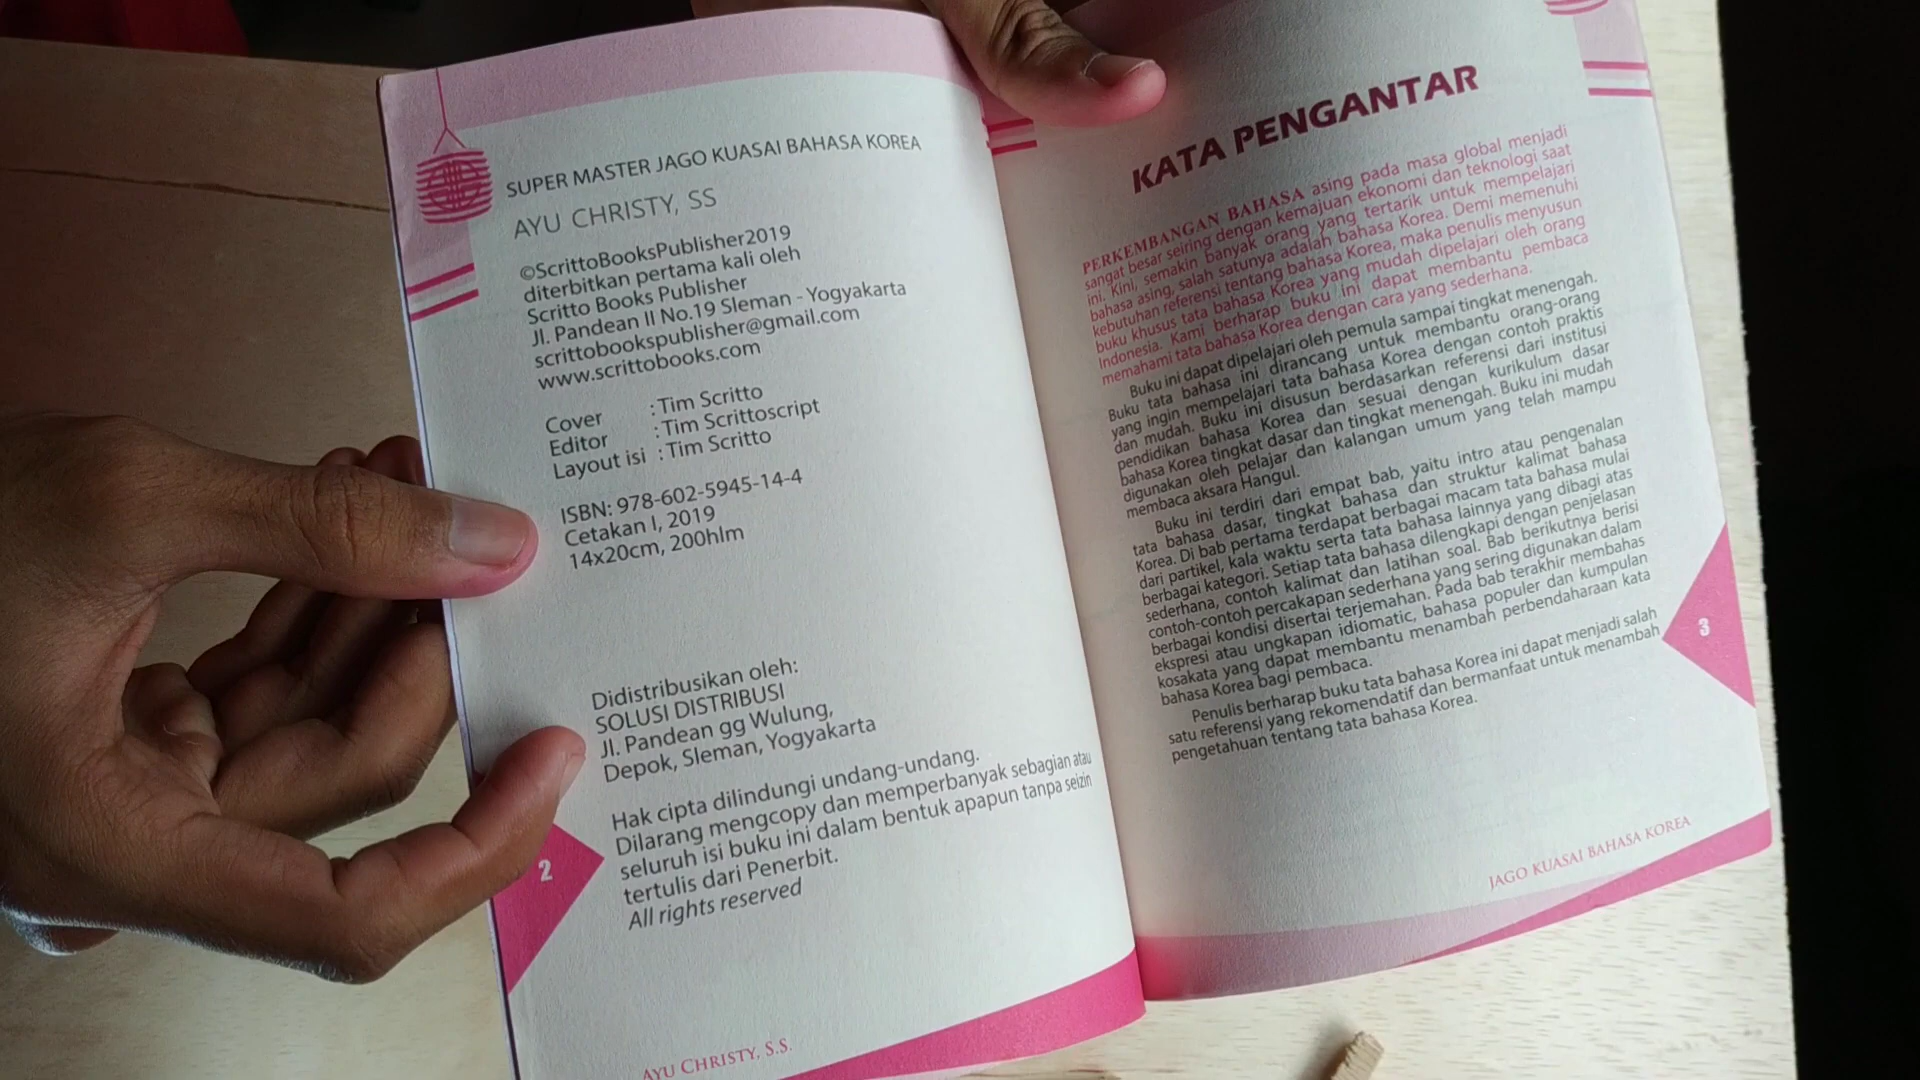 SUPER MASTER JAGO KUASAI BAHASA KOREA
AYU CHRISTY, SS
©ScrittoBooksPublisher2019
diterbitkan pertama kali oleh
Scritto Books Publisher
Jl. Pandean II No.19 Sleman - Yogyakarta
scrittobookspublisher@gmail.com
www.scrittobooks.com
Cover : Tim Scritto
Editor : Tim Scrittoscript
Layout isi : Tim Scritto
ISBN: 978-602-5945-14-4
Cetakan I, 2019
14x20cm, 200hlm
Didistribusikan oleh:
SOLUSI DISTRIBUSI
Jl. Pandean gg Wulung,
Depok, Sleman, Yogyakarta
Hak cipta dilindungi undang-undang.
Dilarang mengcopy dan memperbanyak sebagian atau
seluruh isi buku ini dalam bentuk apapun tanpa seizin
tertulis dari Penerbit.
All rights reserved
2
AYU CHRISTY, S.S.
KATA PENGANTAR
PERKEMBANGAN BAHASA asing pada masa global menjadi
sangat besar seiring dengan kemajuan ekonomi dan teknologi saat
ini. Kini, semakin banyak orang yang tertarik untuk mempelajari
bahasa asing, salah satunya adalah bahasa Korea. Demi memenuhi
kebutuhan referensi tentang bahasa Korea, maka penulis menyusun
buku khusus tata bahasa Korea yang mudah dipelajari oleh orang
Indonesia. Kami berharap buku ini dapat membantu pembaca
memahami tata bahasa Korea dengan cara yang sederhana.
Buku ini dapat dipelajari oleh pemula sampai tingkat menengah.
Buku tata bahasa ini dirancang untuk membantu orang-orang
yang ingin mempelajari tata bahasa Korea dengan contoh praktis
dan mudah. Buku ini disusun berdasarkan referensi dari institusi
pendidikan bahasa Korea dan sesuai dengan kurikulum dasar
bahasa Korea tingkat dasar dan tingkat menengah. Buku ini mudah
digunakan oleh pelajar dan kalangan umum yang telah mampu
membaca aksara Hangul.
Buku ini terdiri dari empat bab, yaitu intro atau pengenalan
tata bahasa dasar, tingkat bahasa dan struktur kalimat bahasa
Korea. Di bab pertama terdapat berbagai macam tata bahasa mulai
dari partikel, kala waktu serta tata bahasa lainnya yang dibagi atas
berbagai kategori. Setiap tata bahasa dilengkapi dengan penjelasan
sederhana, contoh kalimat dan latihan soal. Bab berikutnya berisi
contoh-contoh percakapan sederhana yang sering digunakan dalam
berbagai kondisi disertai terjemahan. Pada bab terakhir membahas
ekspresi atau ungkapan idiomatic, bahasa populer dan kumpulan
kosakata yang dapat membantu menambah perbendaharaan kata
bahasa Korea bagi pembaca.
Penulis berharap buku tata bahasa Korea ini dapat menjadi salah
satu referensi yang rekomendatif dan bermanfaat untuk menambah
pengetahuan tentang tata bahasa Korea.
3
JAGO KUASAI BAHASA KOREA